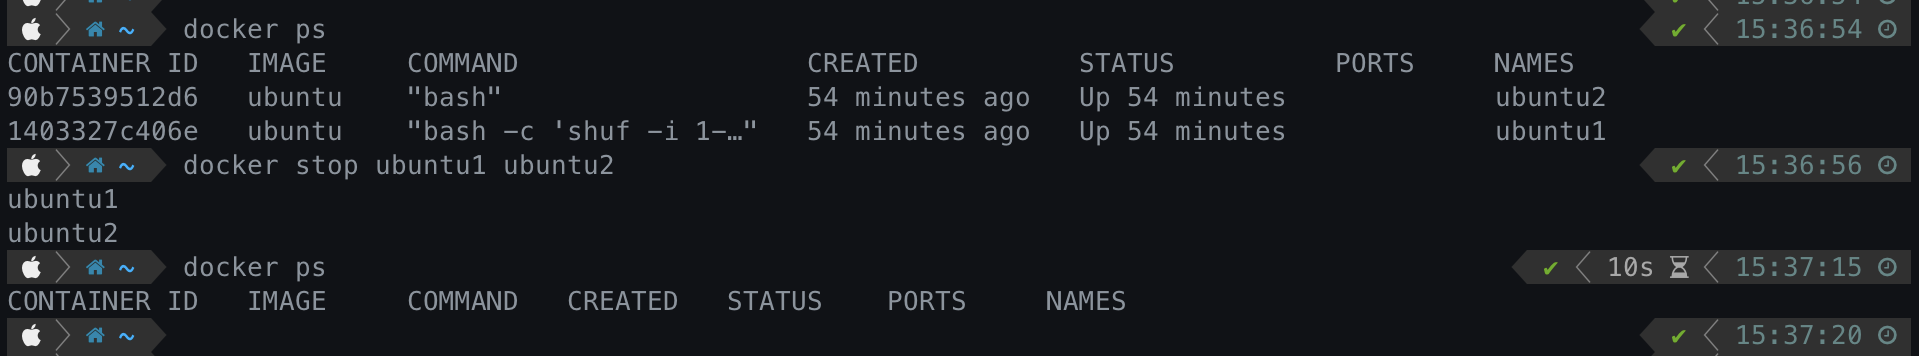 ~ docker ps ✔ 15:36:54
CONTAINER ID IMAGE COMMAND CREATED STATUS PORTS NAMES
90b7539512d6 ubuntu "bash" 54 minutes ago Up 54 minutes ubuntu2
1403327c406e ubuntu "bash -c 'shuf -i 1-…" 54 minutes ago Up 54 minutes ubuntu1
~ docker stop ubuntu1 ubuntu2 ✔ 15:36:56
ubuntu1
ubuntu2
~ docker ps ✔ 10s 15:37:15
CONTAINER ID IMAGE COMMAND CREATED STATUS PORTS NAMES
~ ✔ 15:37:20